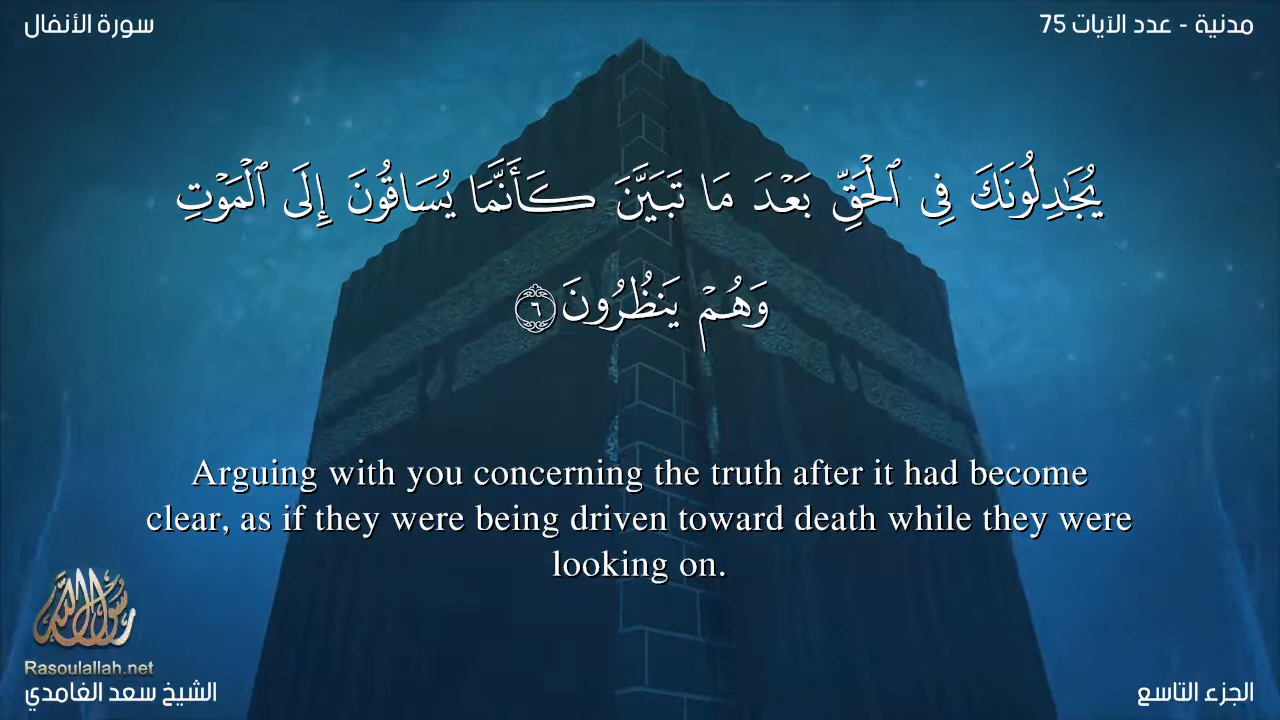 سورة الأنفال
مدنية - عدد الآيات 75
يُجَٰدِلُونَكَ فِى ٱلْحَقِّ بَعْدَ مَا تَبَيَّنَ كَأَنَّمَا يُسَاقُونَ إِلَى ٱلْمَوْتِ
وَهُمْ يَنظُرُونَ ٦
Arguing with you concerning the truth after it had become
clear, as if they were being driven toward death while they were
looking on.
رسول الله
Rasoulallah.net
الشيخ سعد الغامدي
الجزء التاسع